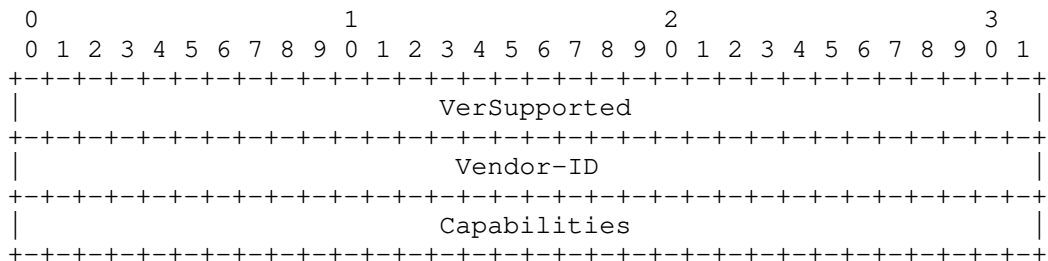 0                   1                   2                   3
 0 1 2 3 4 5 6 7 8 9 0 1 2 3 4 5 6 7 8 9 0 1 2 3 4 5 6 7 8 9 0 1
+-+-+-+-+-+-+-+-+-+-+-+-+-+-+-+-+-+-+-+-+-+-+-+-+-+-+-+-+-+-+-+-+
|                          VerSupported                         |
+-+-+-+-+-+-+-+-+-+-+-+-+-+-+-+-+-+-+-+-+-+-+-+-+-+-+-+-+-+-+-+-+
|                           Vendor-ID                           |
+-+-+-+-+-+-+-+-+-+-+-+-+-+-+-+-+-+-+-+-+-+-+-+-+-+-+-+-+-+-+-+-+
|                          Capabilities                         |
+-+-+-+-+-+-+-+-+-+-+-+-+-+-+-+-+-+-+-+-+-+-+-+-+-+-+-+-+-+-+-+-+